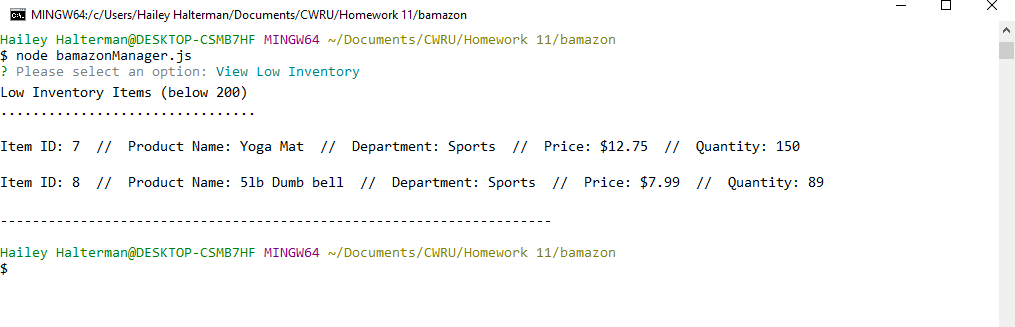 MINGW64:/c/Users/Hailey Halterman/Documents/CWRU/Homework 11/bamazon
Hailey Halterman@DESKTOP-CSMB7HF MINGW64 ~/Documents/CWRU/Homework 11/bamazon
$ node bamazonManager.js
? Please select an option: View Low Inventory
Low Inventory Items (below 200)
................................
Item ID: 7  //  Product Name: Yoga Mat  //  Department: Sports  //  Price: $12.75  //  Quantity: 150
Item ID: 8  //  Product Name: 5lb Dumb bell  //  Department: Sports  //  Price: $7.99  //  Quantity: 89
---------------------------------------------------------------------
Hailey Halterman@DESKTOP-CSMB7HF MINGW64 ~/Documents/CWRU/Homework 11/bamazon
$